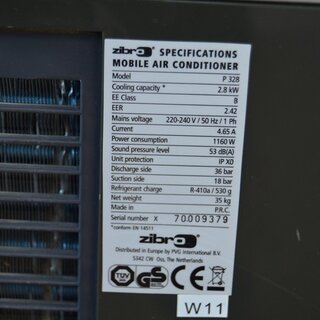 zibro SPECIFICATIONS
MOBILE AIR CONDITIONER
Model P 328
Cooling capacity * 2.8 kW
EE Class B
EER 2.42
Mains voltage 220-240 V / 50 Hz / 1 Ph
Current 4.65 A
Power consumption 1160 W
Sound pressure level 53 dB(A)
Unit protection IP X0
Discharge side 36 bar
Suction side 18 bar
Refrigerant charge R-410a / 530 g
Net weight 35 kg
Made in P.R.C.
Serial number X 70009379
*conform EN 14511
zibro
Distributed in Europe by PVG International B.V.
5342 CW Oss, The Netherlands
TÜV GS CE
W11